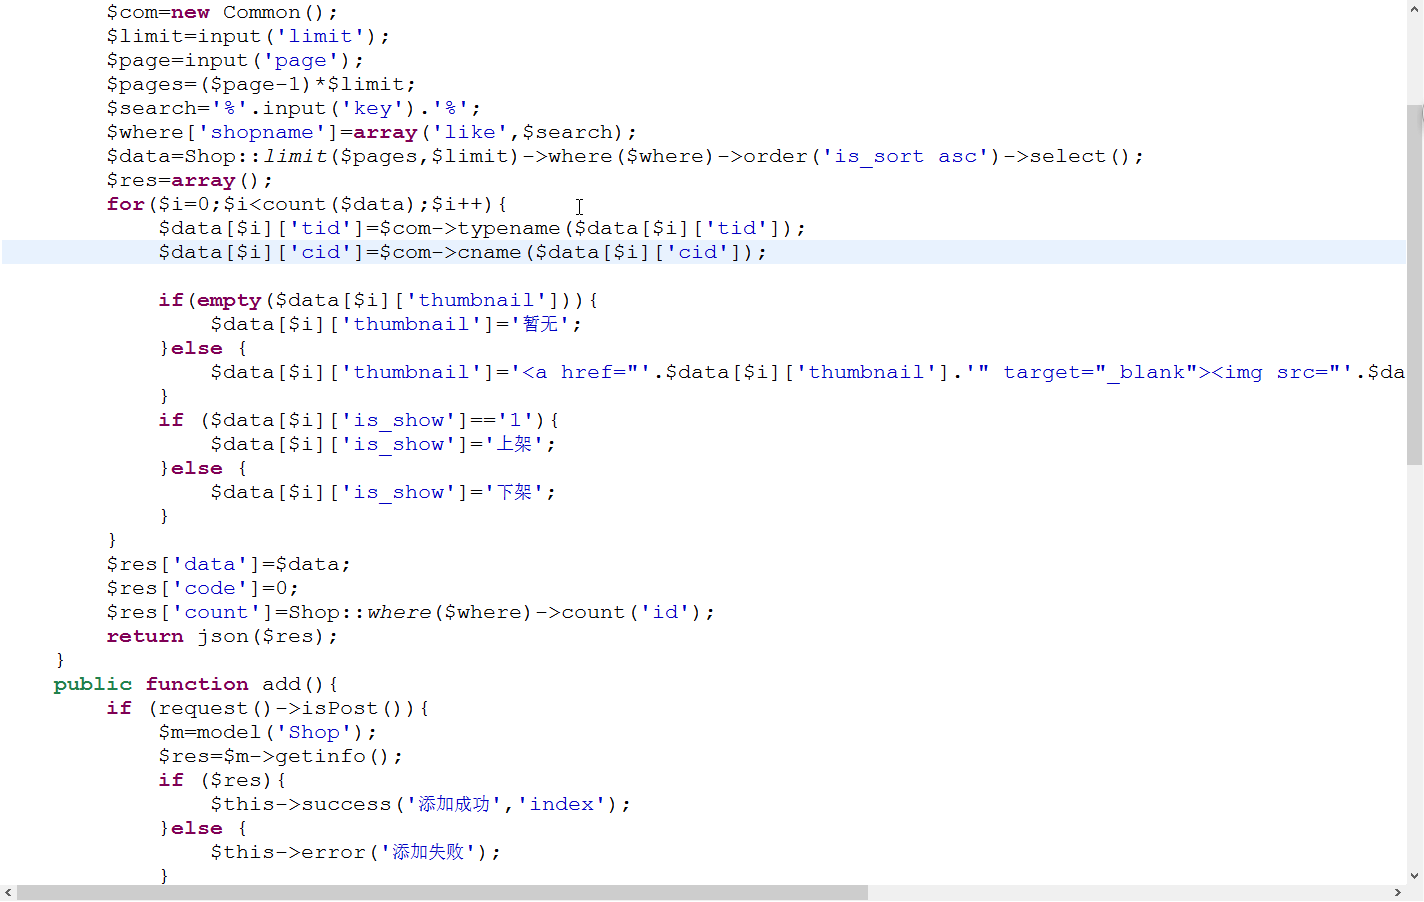 $com=new Common();
$limit=input('limit');
$page=input('page');
$pages=($page-1)*$limit;
$search='%'.input('key').'%';
$where['shopname']=array('like',$search);
$data=Shop::limit($pages,$limit)->where($where)->order('is_sort asc')->select();
$res=array();
for($i=0;$i<count($data);$i++){
$data[$i]['tid']=$com->typename($data[$i]['tid']);
$data[$i]['cid']=$com->cname($data[$i]['cid']);
if(empty($data[$i]['thumbnail'])){
$data[$i]['thumbnail']='暂无';
}else {
$data[$i]['thumbnail']='<a href="'.$data[$i]['thumbnail'].'" target="_blank"><img src="'.$da
}
if ($data[$i]['is_show']=='1'){
$data[$i]['is_show']='上架';
}else {
$data[$i]['is_show']='下架';
}
}
$res['data']=$data;
$res['code']=0;
$res['count']=Shop::where($where)->count('id');
return json($res);
}
public function add(){
if (request()->isPost()){
$m=model('Shop');
$res=$m->getinfo();
if ($res){
$this->success('添加成功','index');
}else {
$this->error('添加失败');
}